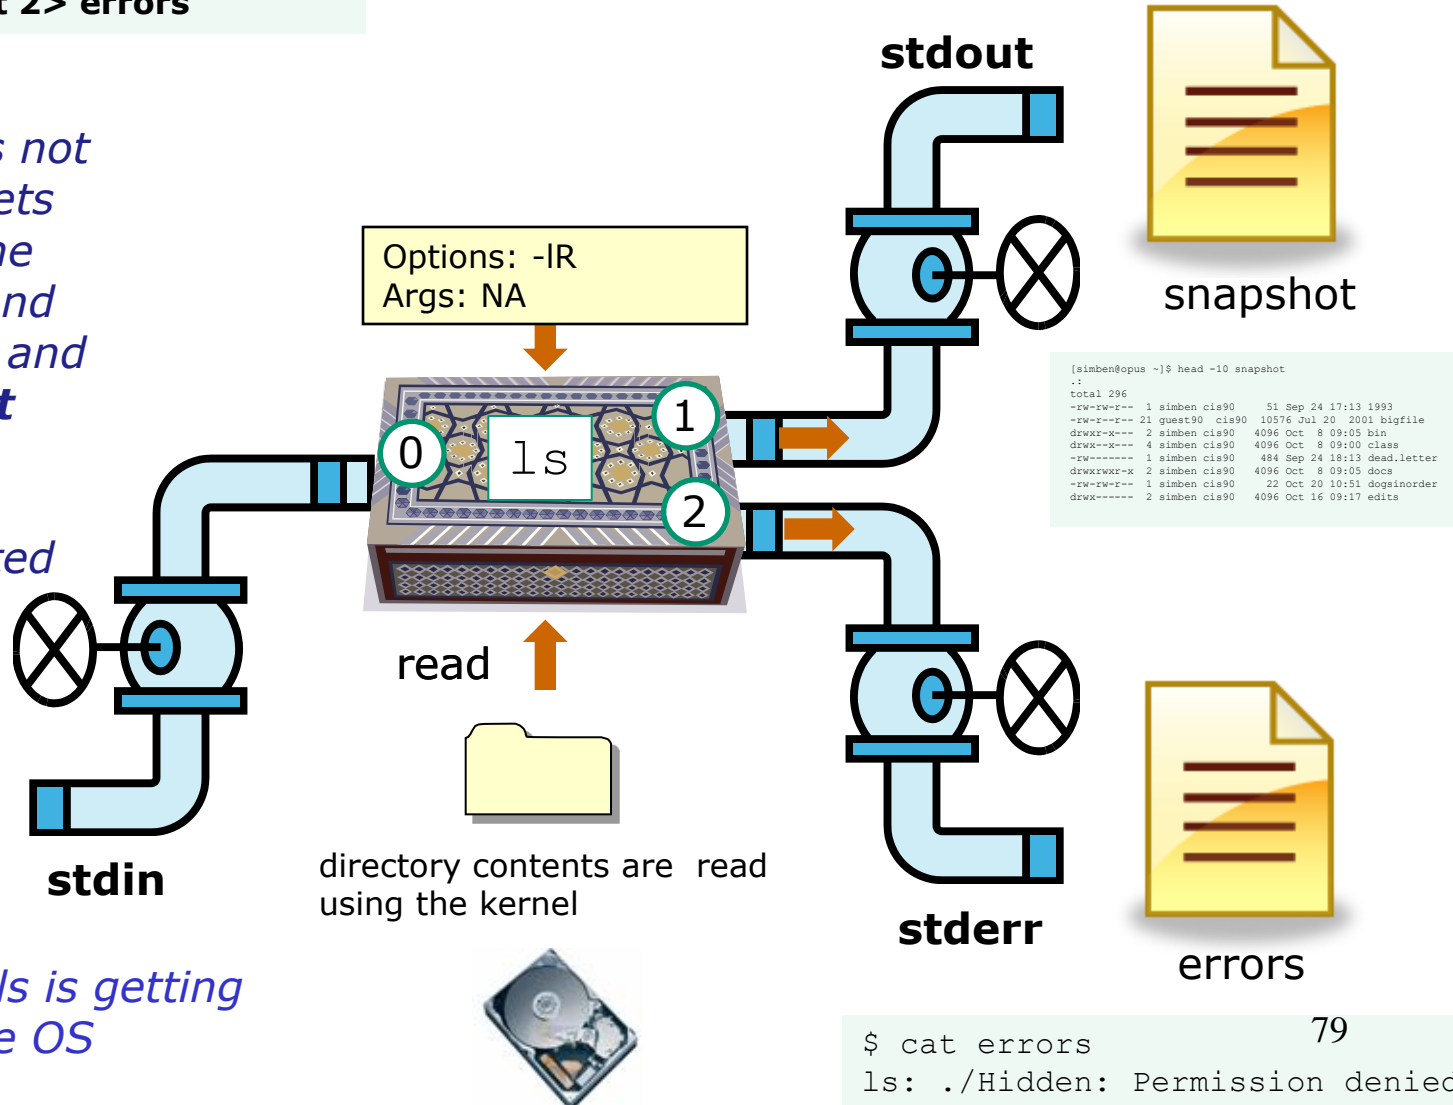 t 2> errors
s not
ets
ne
nd
and
t
ted
ls is getting
e OS
Options: -lR
Args: NA
0
1
2
ls
read
directory contents are read
using the kernel
stdin
stdout
stderr
snapshot
[simben@opus ~]$ head -10 snapshot
.:
total 296
-rw-rw-r-- 1 simben cis90 51 Sep 24 17:13 1993
-rw-r--r-- 21 guest90 cis90 10576 Jul 20 2001 bigfile
drwxr-x--- 2 simben cis90 4096 Oct 8 09:05 bin
drwx--x--- 4 simben cis90 4096 Oct 8 09:00 class
-rw------- 1 simben cis90 484 Sep 24 18:13 dead.letter
drwxrwxr-x 2 simben cis90 4096 Oct 8 09:05 docs
-rw-rw-r-- 1 simben cis90 22 Oct 20 10:51 dogsinorder
drwx------ 2 simben cis90 4096 Oct 16 09:17 edits
errors
$ cat errors
ls: ./Hidden: Permission denied
79